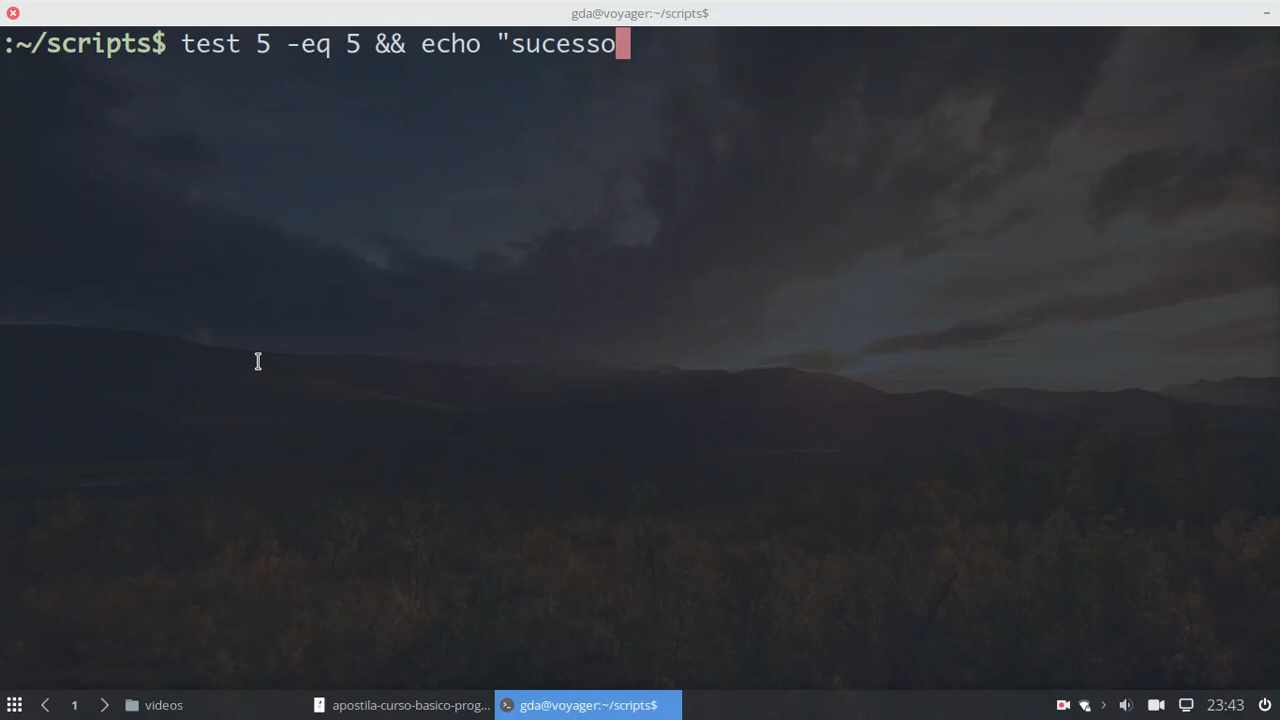 gda@voyager:~/scripts$
:~/scripts$ test 5 -eq 5 && echo "sucesso
1
videos
apostila-curso-basico-prog...
gda@voyager:~/scripts$
23:43